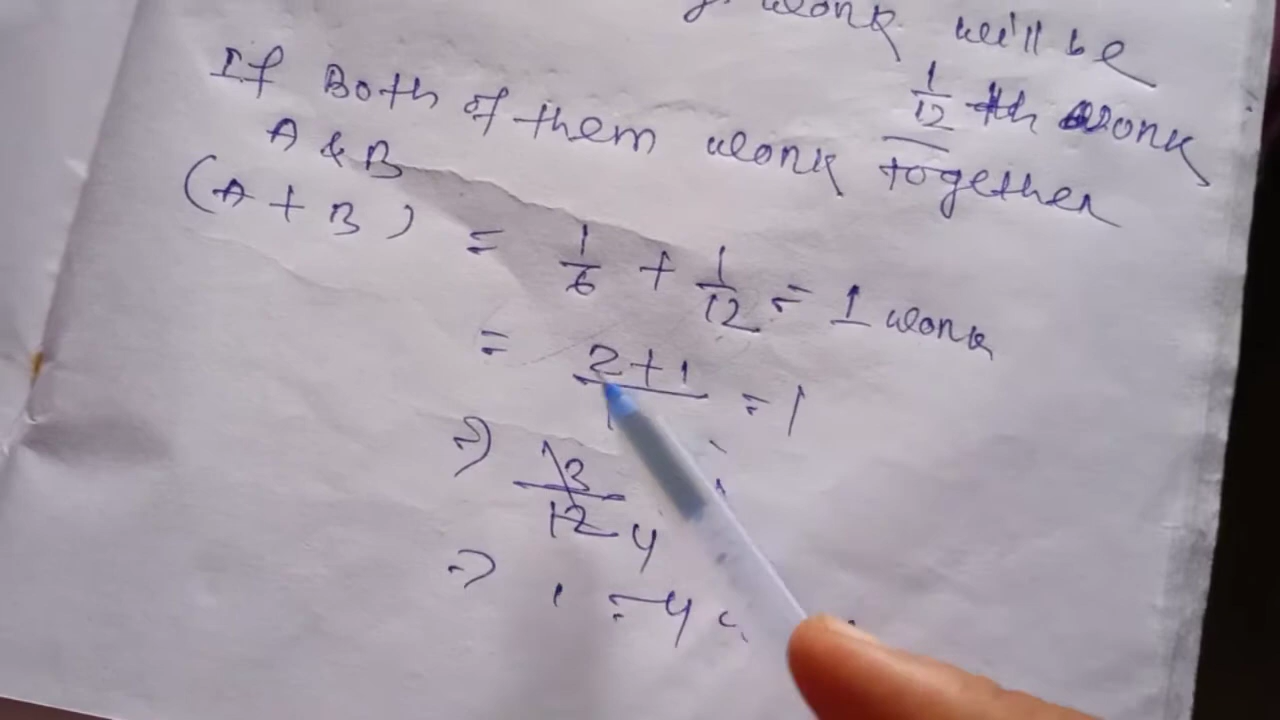 work will be
1/12 th work
If Both of them work together
A & B
(A + B) = 1/6 + 1/12 = 1 work
= 2+1 = 1
=> 3/12 4
=> 1 = 4